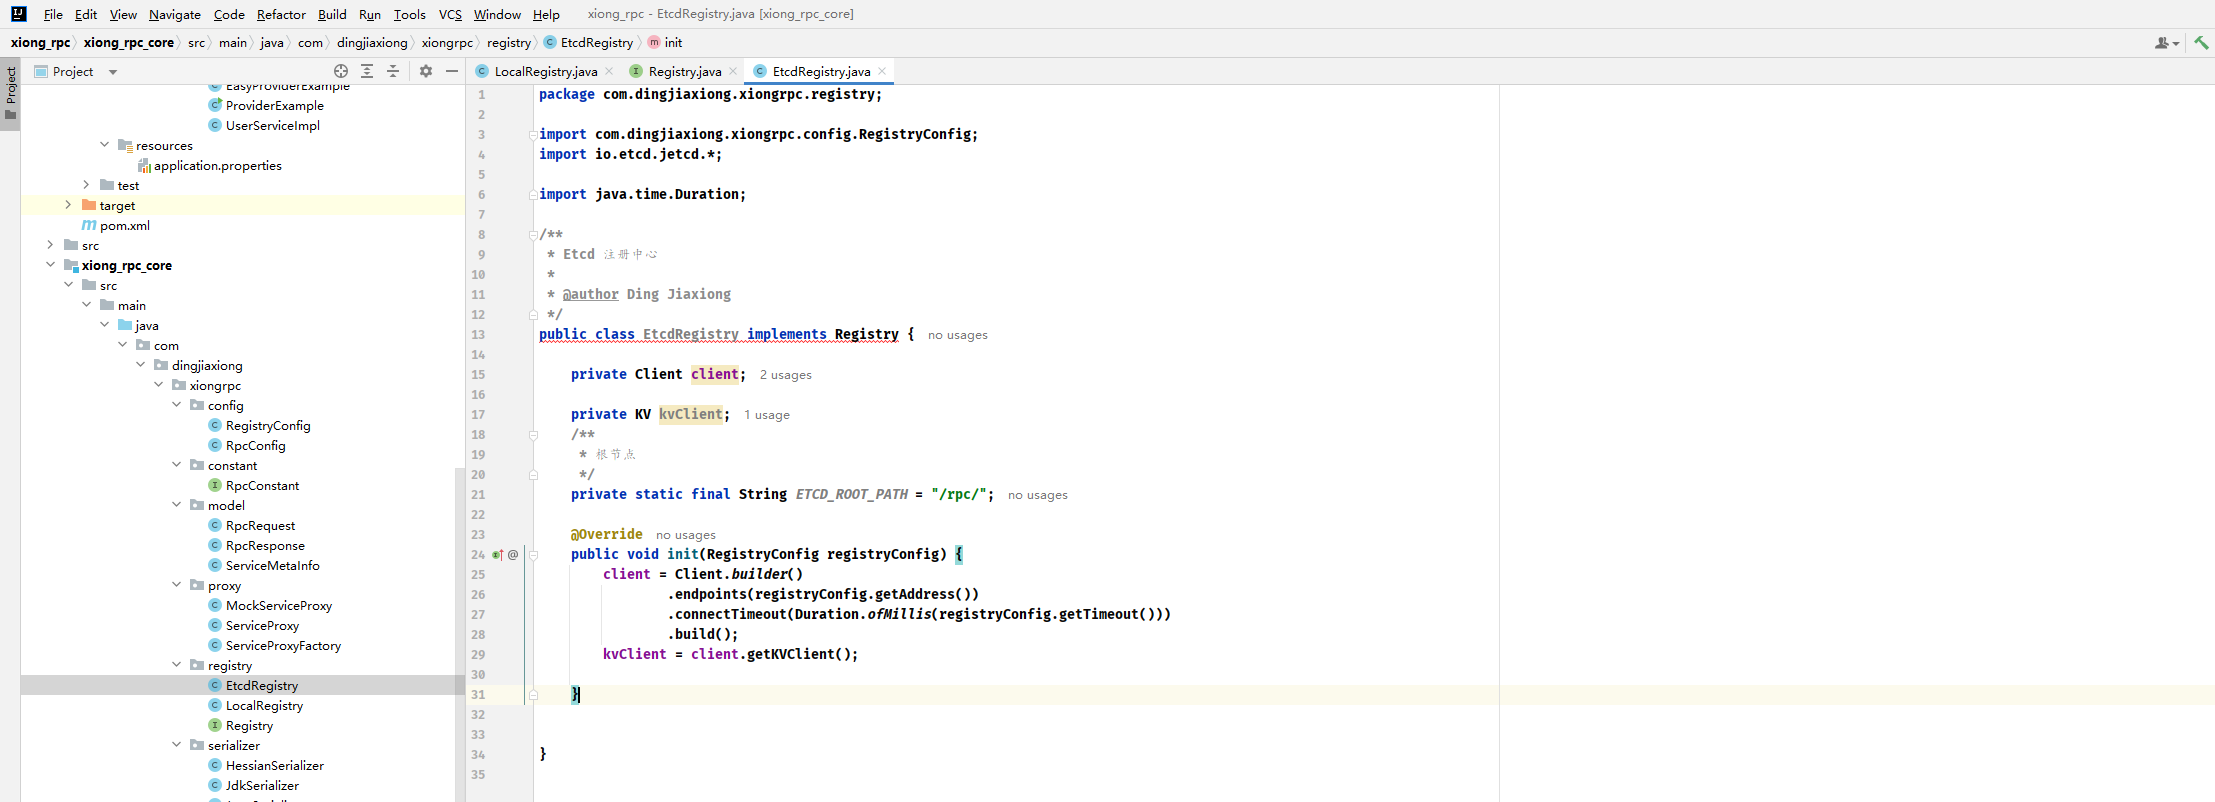 File Edit View Navigate Code Refactor Build Run Tools VCS Window Help xiong_rpc - EtcdRegistry.java [xiong_rpc_core]
xiong_rpc xiong_rpc_core src main java com dingjiaxiong xiongrpc registry EtcdRegistry init
Project
Project
LocalRegistry.java Registry.java EtcdRegistry.java
EasyProviderExample
ProviderExample
UserServiceImpl
resources
application.properties
test
target
pom.xml
src
xiong_rpc_core
src
main
java
com
dingjiaxiong
xiongrpc
config
RegistryConfig
RpcConfig
constant
RpcConstant
model
RpcRequest
RpcResponse
ServiceMetaInfo
proxy
MockServiceProxy
ServiceProxy
ServiceProxyFactory
registry
EtcdRegistry
LocalRegistry
Registry
serializer
HessianSerializer
JdkSerializer
1 package com.dingjiaxiong.xiongrpc.registry;
2
3 import com.dingjiaxiong.xiongrpc.config.RegistryConfig;
4 import io.etcd.jetcd.*;
5
6 import java.time.Duration;
7
8 /**
9 * Etcd 注册中心
10 *
11 * @author Ding Jiaxiong
12 */
13 public class EtcdRegistry implements Registry { no usages
14
15 private Client client; 2 usages
16
17 private KV kvClient; 1 usage
18 /**
19 * 根节点
20 */
21 private static final String ETCD_ROOT_PATH = "/rpc/"; no usages
22
23 @Override no usages
24 @ public void init(RegistryConfig registryConfig) {
25 client = Client.builder()
26 .endpoints(registryConfig.getAddress())
27 .connectTimeout(Duration.ofMillis(registryConfig.getTimeout()))
28 .build();
29 kvClient = client.getKVClient();
30
31 }
32
33
34 }
35